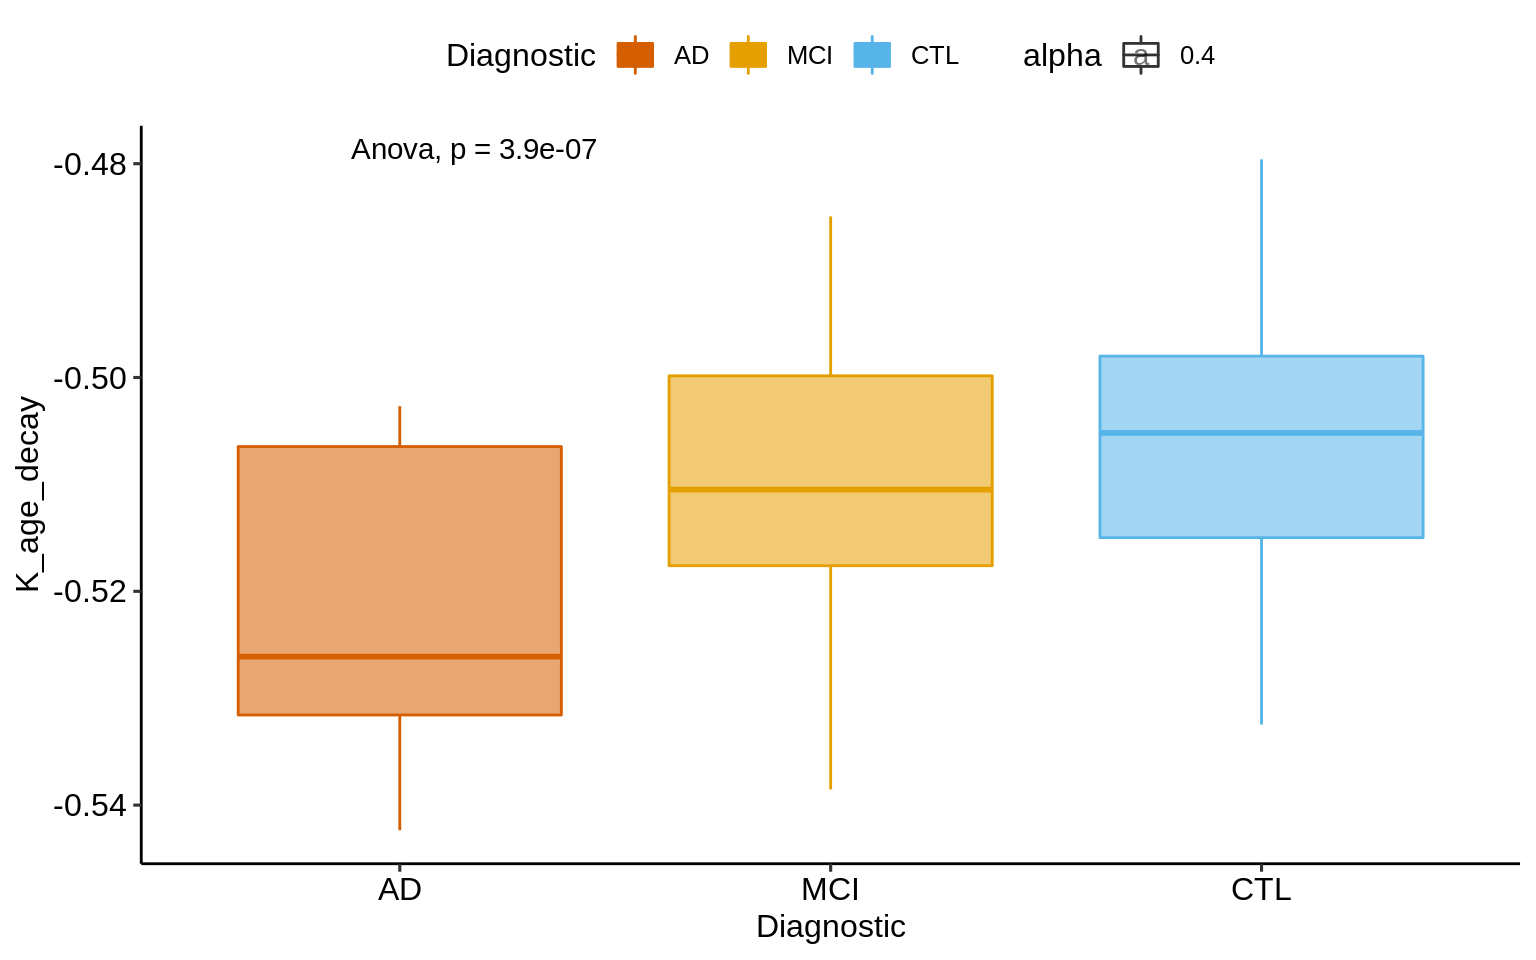 Diagnostic AD MCI CTL alpha a 0.4
Anova, p = 3.9e-07
-0.48
-0.50
-0.52
-0.54
K_age_decay
AD MCI CTL
Diagnostic